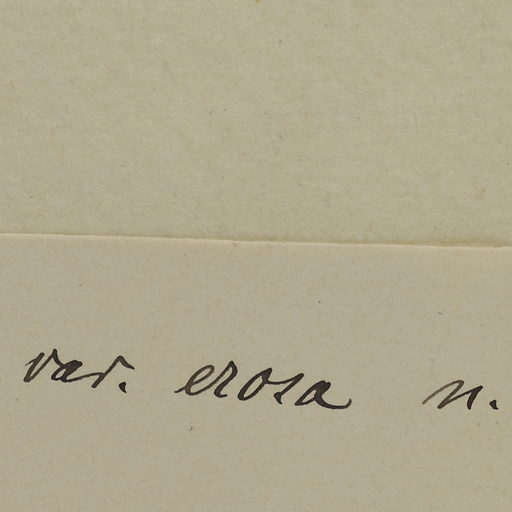 var. erosa n.